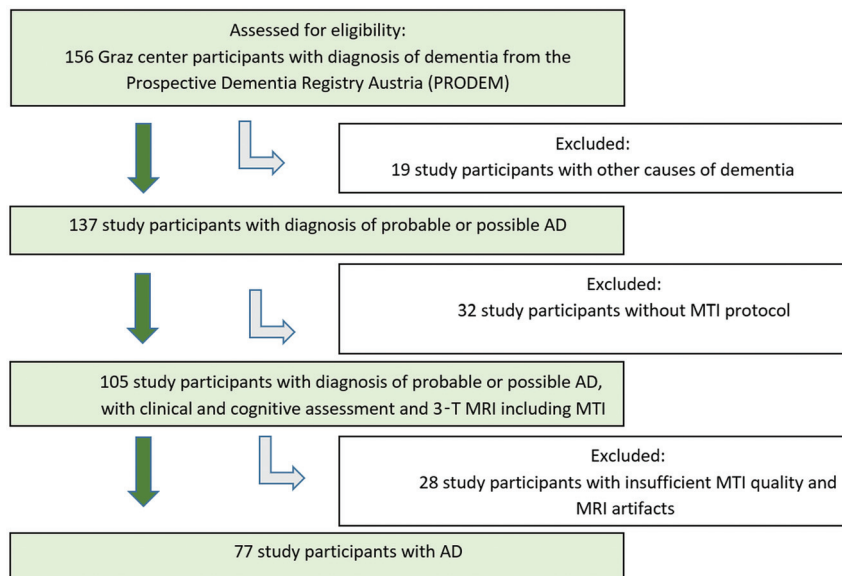 Assessed for eligibility:
156 Graz center participants with diagnosis of dementia from the
Prospective Dementia Registry Austria (PRODEM)
Excluded:
19 study participants with other causes of dementia
137 study participants with diagnosis of probable or possible AD
Excluded:
32 study participants without MTI protocol
105 study participants with diagnosis of probable or possible AD,
with clinical and cognitive assessment and 3-T MRI including MTI
Excluded:
28 study participants with insufficient MTI quality and
MRI artifacts
77 study participants with AD